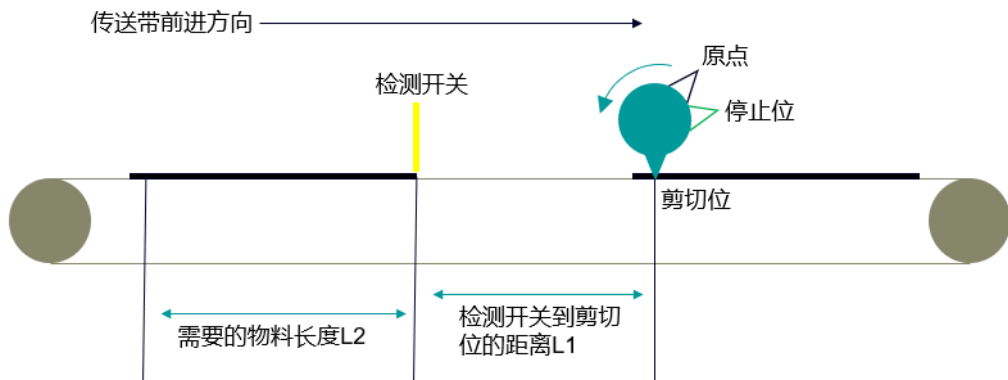 传送带前进方向
原点
检测开关
停止位
剪切位
检测开关到剪切
位的距离L1
需要的物料长度L2